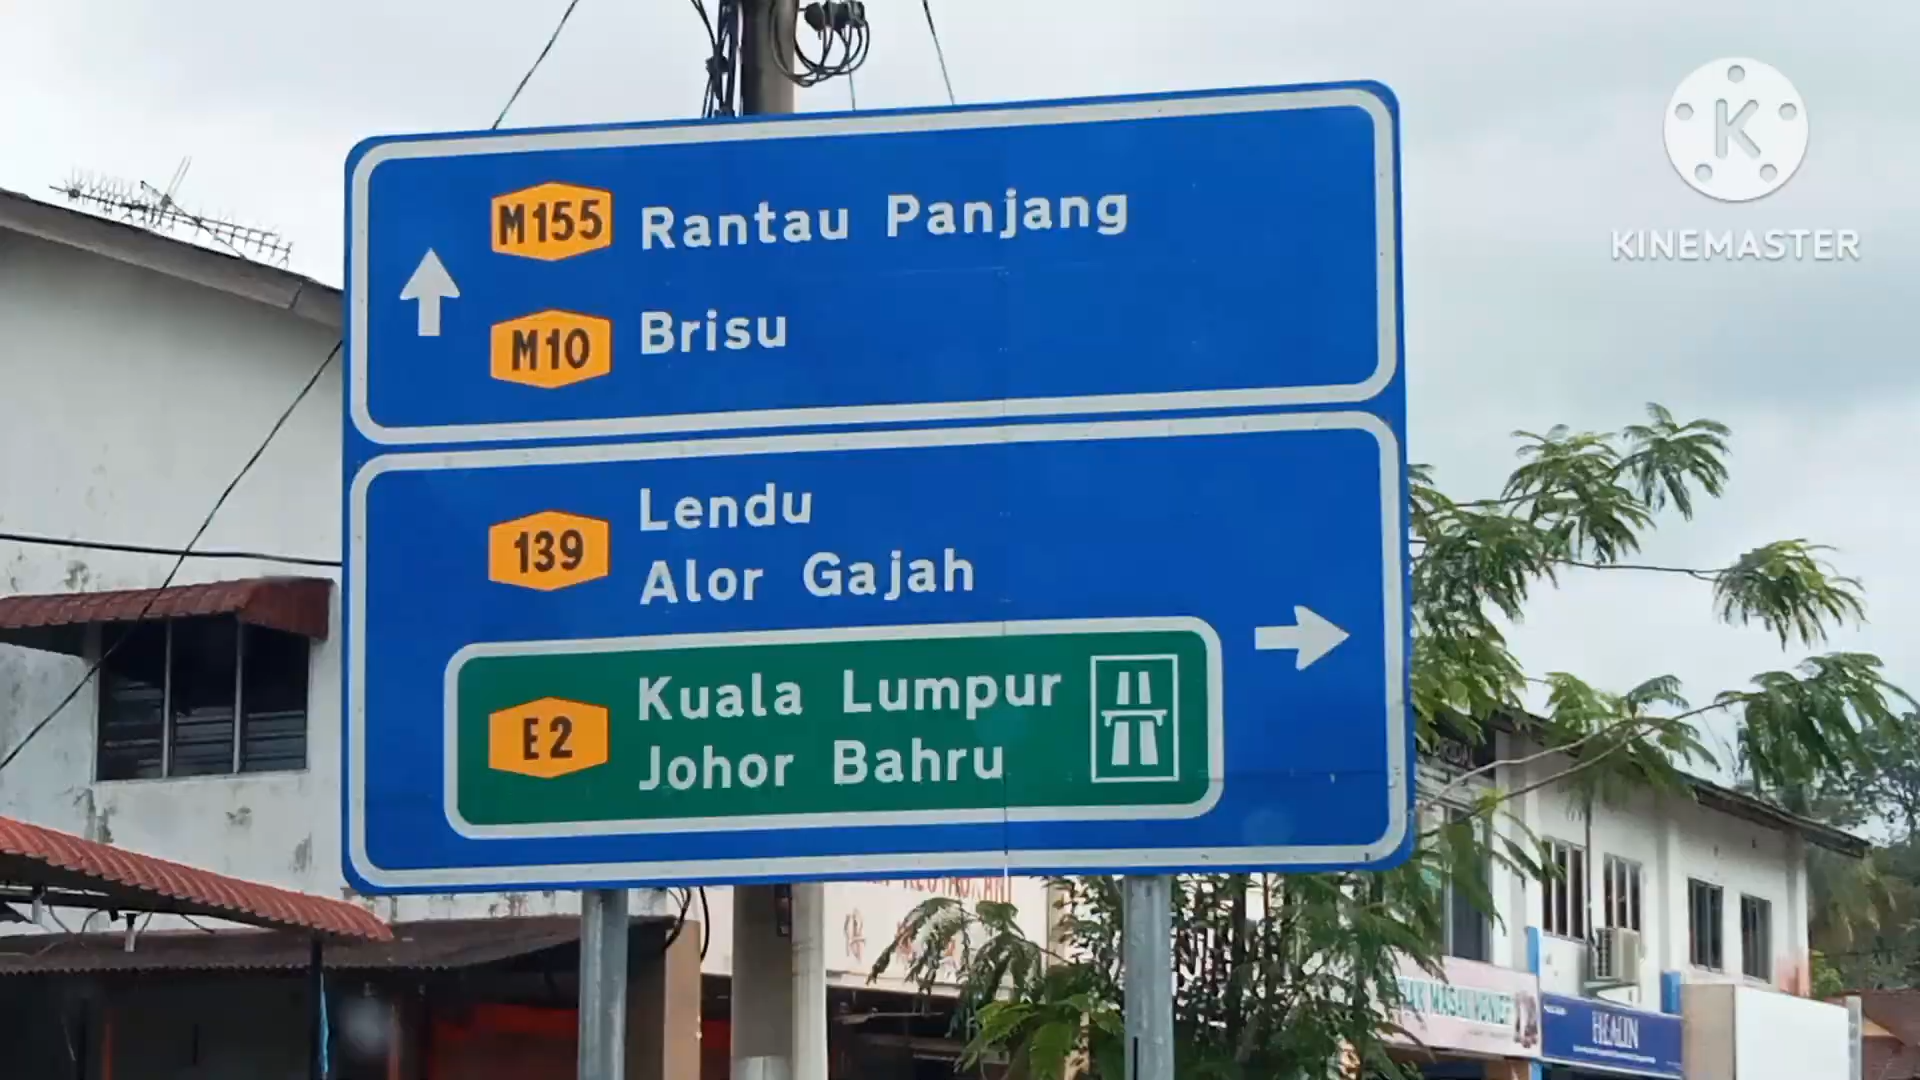 M155 Rantau Panjang
M10 Brisu
139 Lendu
Alor Gajah
E2 Kuala Lumpur
Johor Bahru
K
KINEMASTER